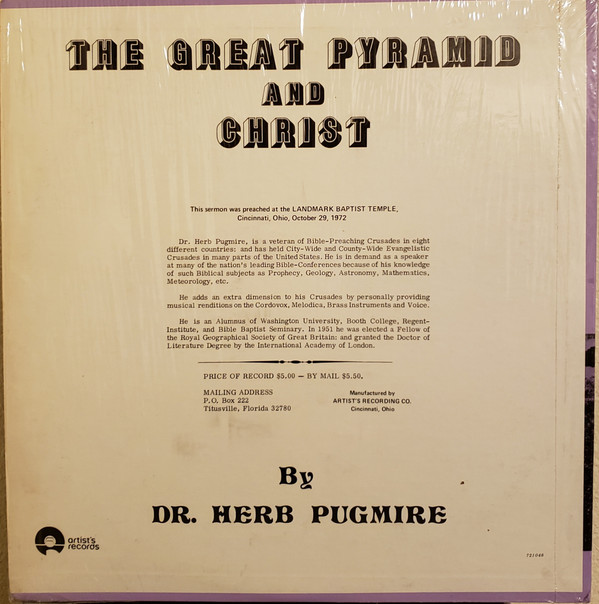 THE GREAT PYRAMID
AND
CHRIST
This sermon was preached at the LANDMARK BAPTIST TEMPLE,
Cincinnati, Ohio, October 29, 1972
Dr. Herb Pugmire, is a veteran of Bible-Preaching Crusades in eight
different countries: and has held City-Wide and County-Wide Evangelistic
Crusades in many parts of the United States. He is in demand as a speaker
at many of the nation's leading Bible-Conferences because of his knowledge
of such Biblical subjects as Prophecy, Geology, Astronomy, Mathematics,
Meteorology, etc.
He adds an extra dimension to his Crusades by personally providing
musical renditions on the Cordovox, Melodica, Brass Instruments and Voice.
He is an Alumnus of Washington University, Booth College, Regent-
Institute, and Bible Baptist Seminary. In 1951 he was elected a Fellow of
the Royal Geographical Society of Great Britain: and granted the Doctor of
Literature Degree by the International Academy of London.
PRICE OF RECORD $5.00 — BY MAIL $5.50.
MAILING ADDRESS
P.O. Box 222
Titusville, Florida 32780
Manufactured by
ARTIST'S RECORDING CO.
Cincinnati, Ohio
By
DR. HERB PUGMIRE
artist's
records